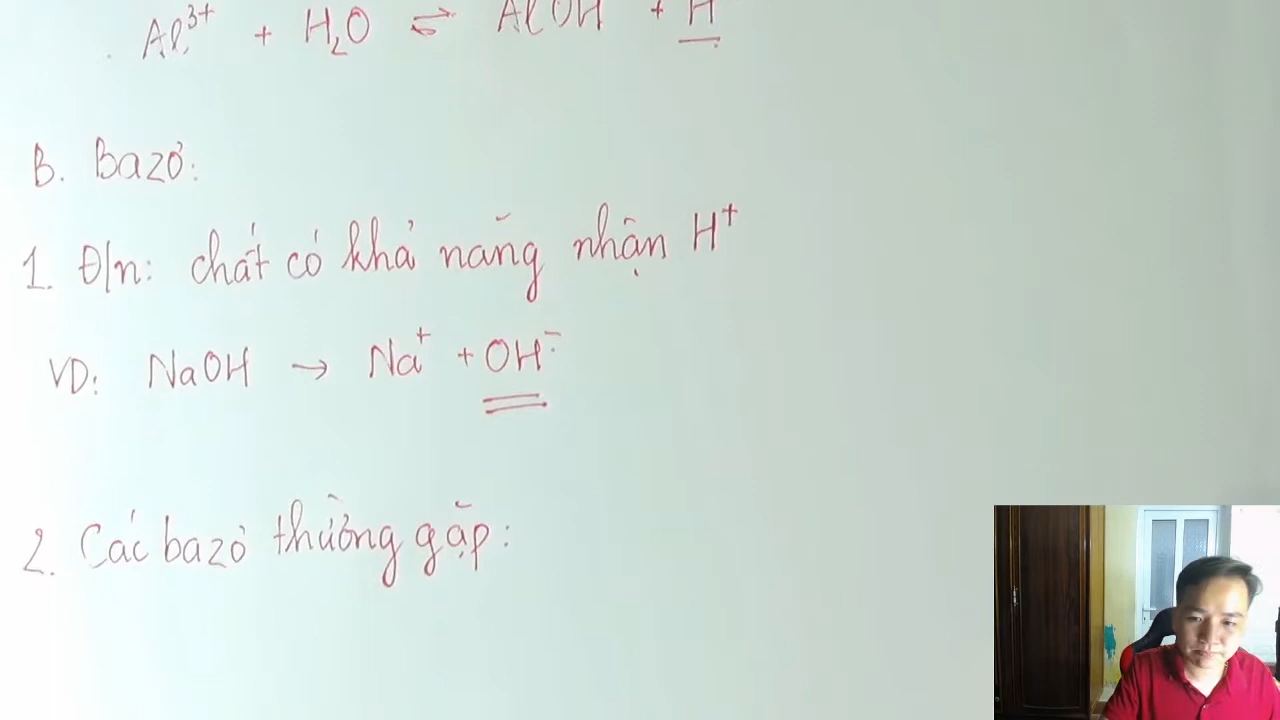 Al³⁺ + H₂O ⇌ AlOH + H
B. Bazơ:
1. Đ/n: chất có khả năng nhận H⁺
VD: NaOH → Na⁺ + OH⁻
2. Các bazơ thường gặp: